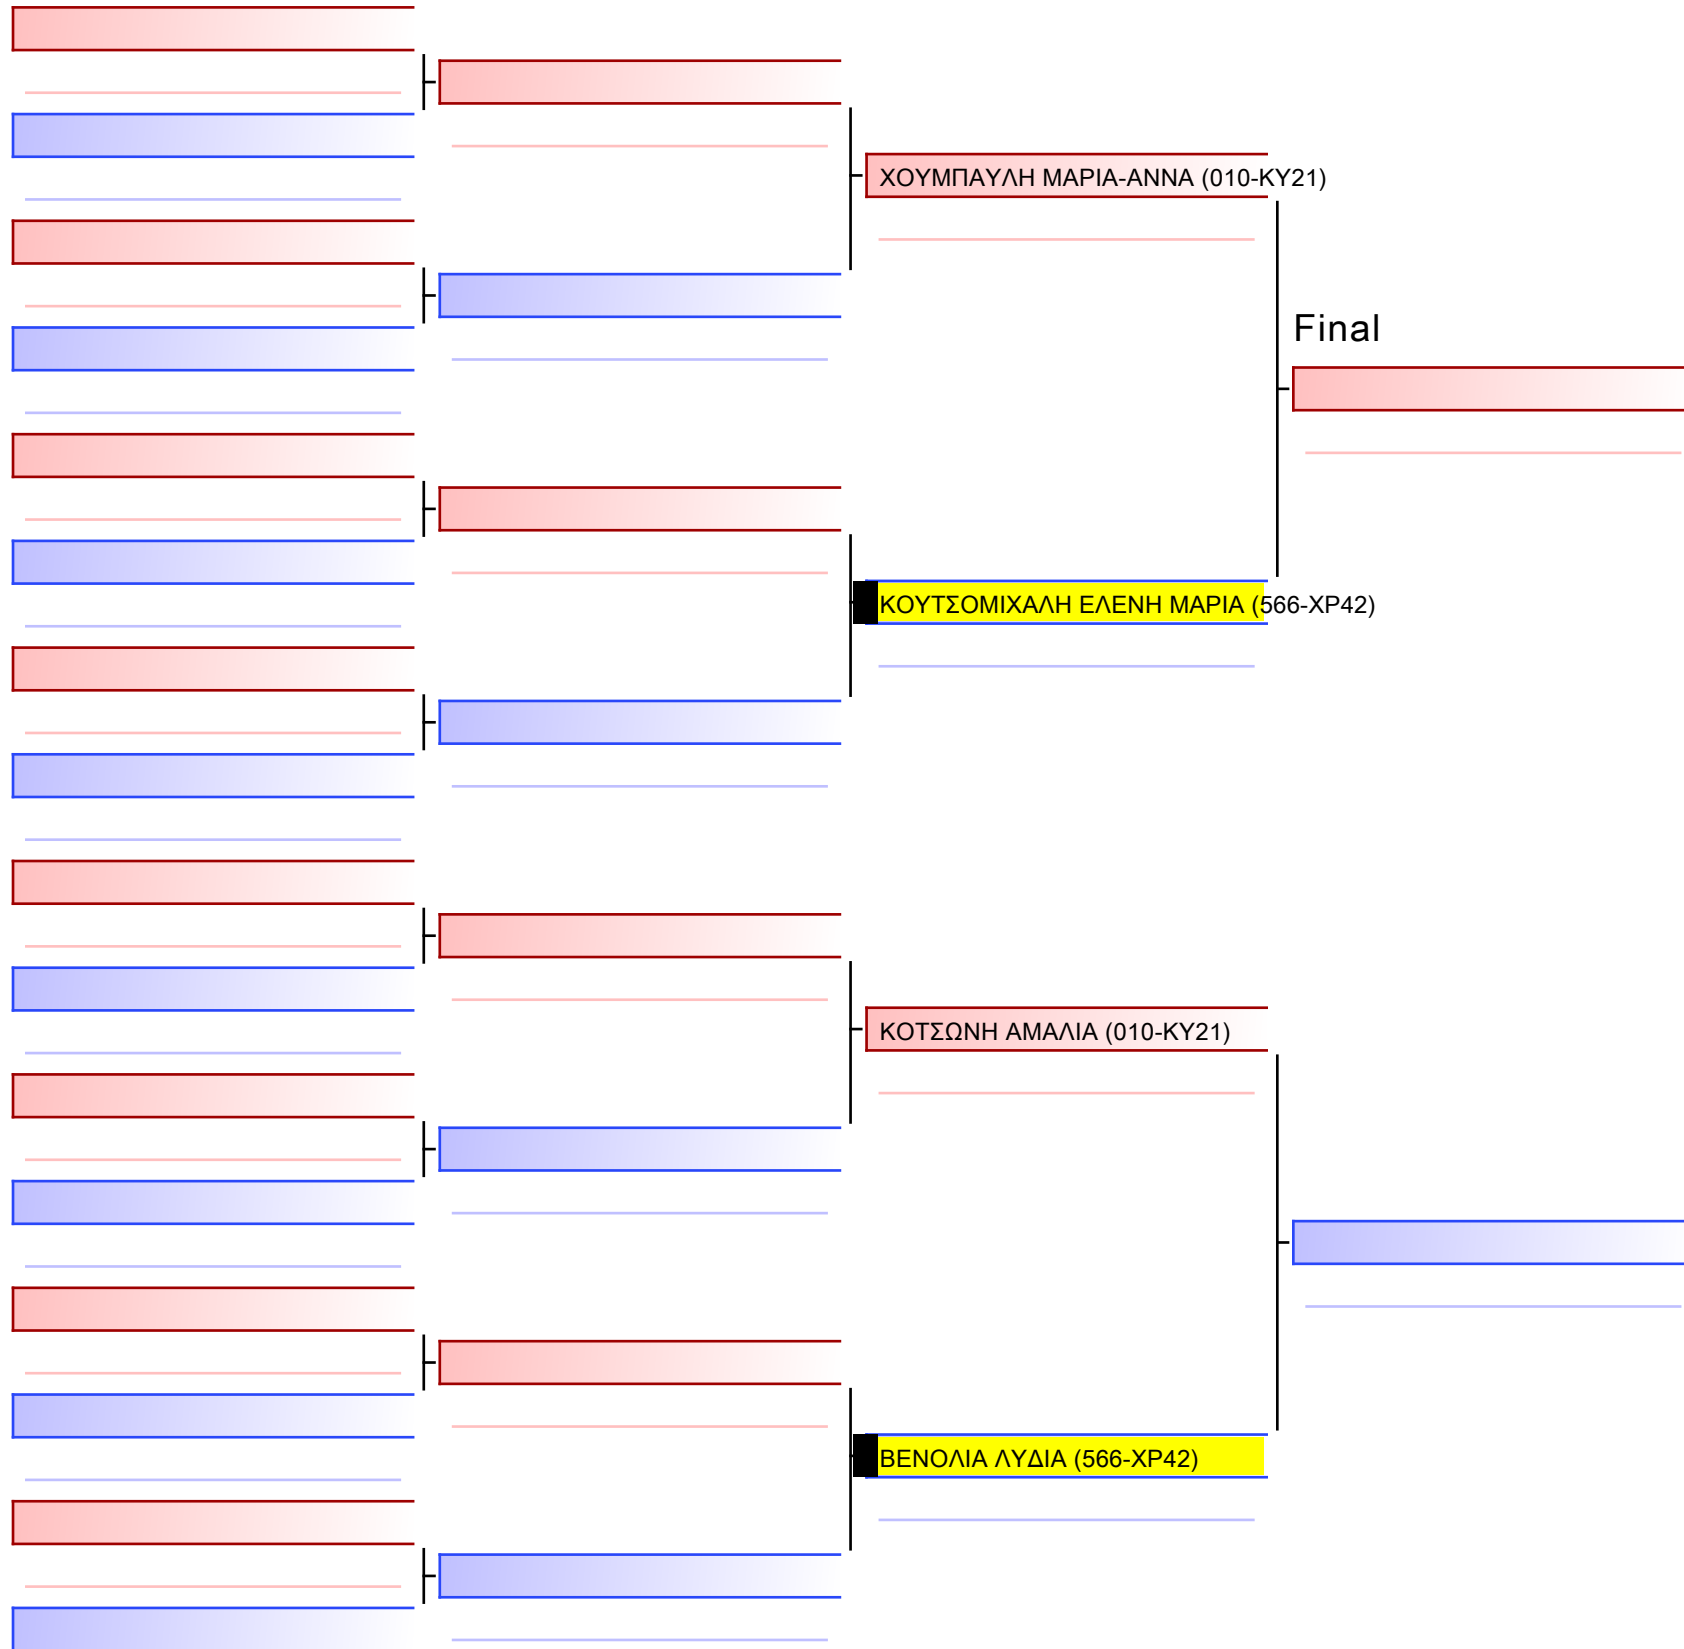 ΧΟΥΜΠΑΥΛΗ ΜΑΡΙΑ-ΑΝΝΑ (010-ΚΥ21)
Final
ΚΟΥΤΣΟΜΙΧΑΛΗ ΕΛΕΝΗ ΜΑΡΙΑ (566-ΧΡ42)
ΚΟΤΣΩΝΗ ΑΜΑΛΙΑ (010-ΚΥ21)
ΒΕΝΟΛΙΑ ΛΥΔΙΑ (566-ΧΡ42)